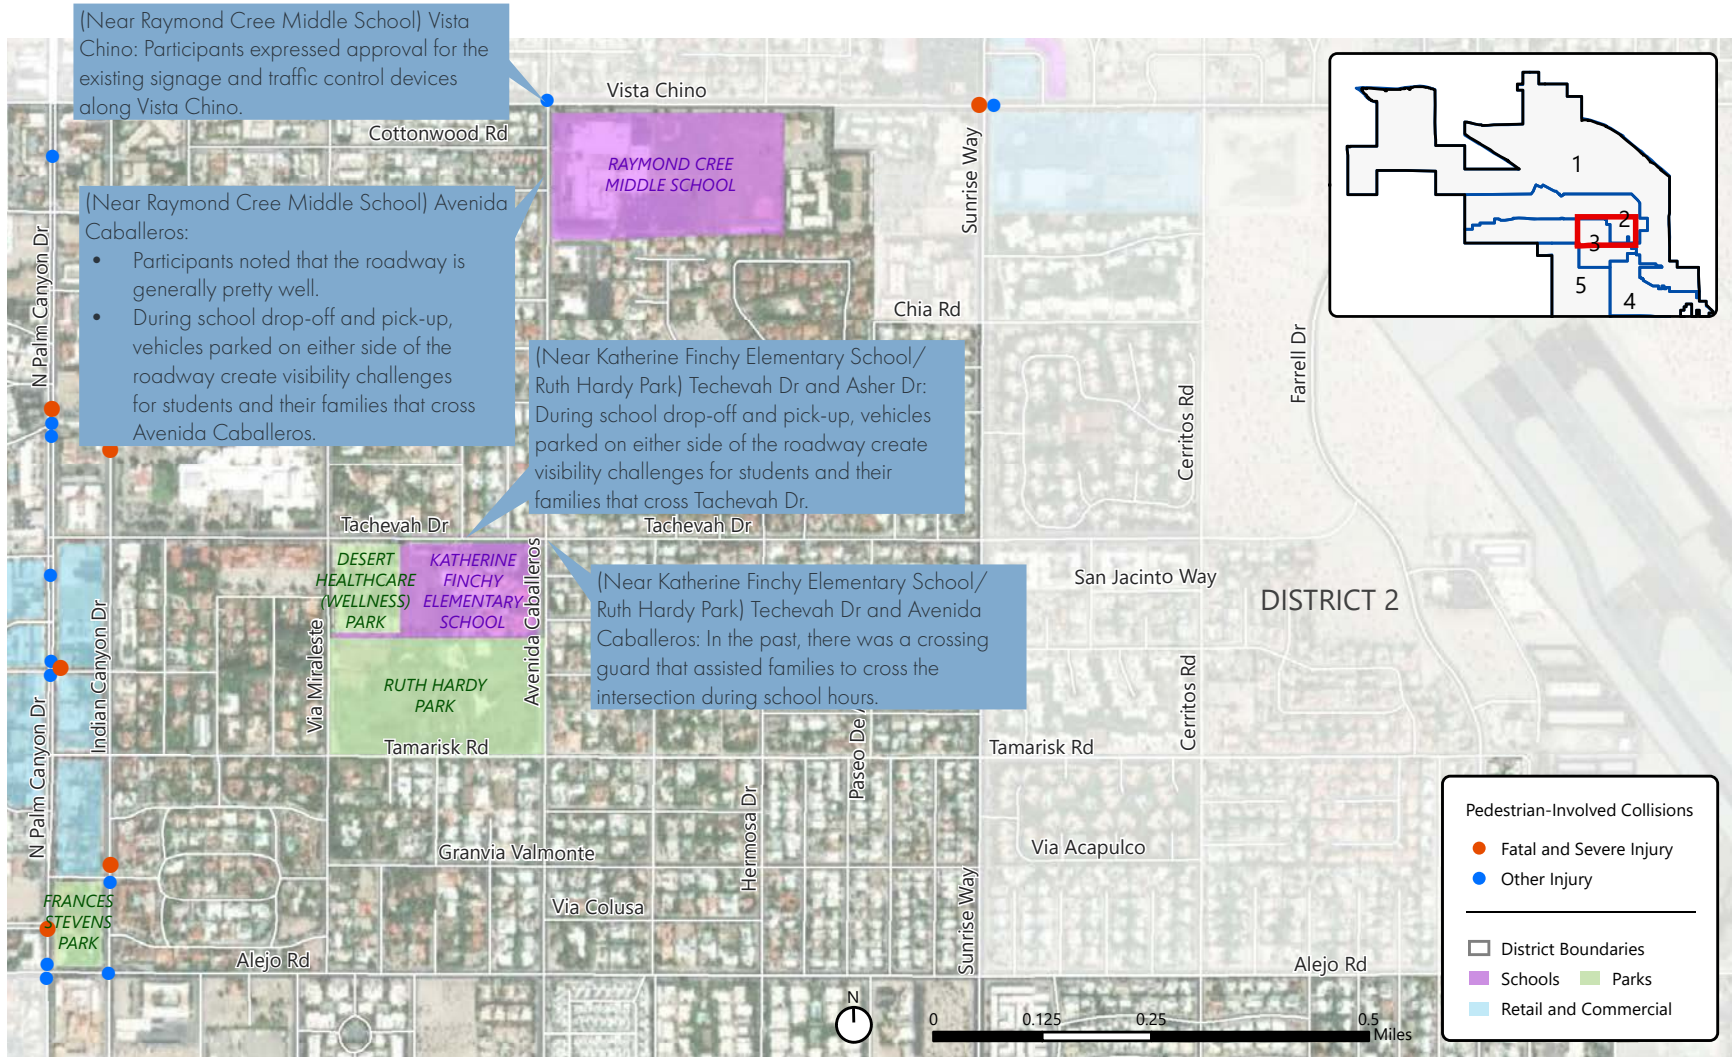 (Near Raymond Cree Middle School) Vista
Chino: Participants expressed approval for the
existing signage and traffic control devices
along Vista Chino.
Vista Chino
Cottonwood Rd
RAYMOND CREE
MIDDLE SCHOOL
Sunrise Way
1
2
3
5
4
(Near Raymond Cree Middle School) Avenida
Caballeros:
• Participants noted that the roadway is
generally pretty well.
• During school drop-off and pick-up,
vehicles parked on either side of the
roadway create visibility challenges
for students and their families that cross
Avenida Caballeros.
N Palm Canyon Dr
Chia Rd
Farrell Dr
(Near Katherine Finchy Elementary School/
Ruth Hardy Park) Techevah Dr and Asher Dr:
During school drop-off and pick-up, vehicles
parked on either side of the roadway create
visibility challenges for students and their
families that cross Tachevah Dr.
Cerritos Rd
Tachevah Dr
Tachevah Dr
DESERT
HEALTHCARE
(WELLNESS)
PARK
KATHERINE
FINCHY
ELEMENTARY
SCHOOL
Avenida Caballeros
(Near Katherine Finchy Elementary School/
Ruth Hardy Park) Techevah Dr and Avenida
Caballeros: In the past, there was a crossing
guard that assisted families to cross the
intersection during school hours.
San Jacinto Way
DISTRICT 2
Indian Canyon Dr
Via Miraleste
RUTH HARDY
PARK
Cerritos Rd
N Palm Canyon Dr
Tamarisk Rd
Paseo De
Tamarisk Rd
Hermosa Dr
Granvia Valmonte
Via Acapulco
Via Colusa
Sunrise Way
FRANCES
STEVENS
PARK
Alejo Rd
Alejo Rd
N
0
0.125
0.25
0.5
Miles
Pedestrian-Involved Collisions
Fatal and Severe Injury
Other Injury
District Boundaries
Schools
Parks
Retail and Commercial